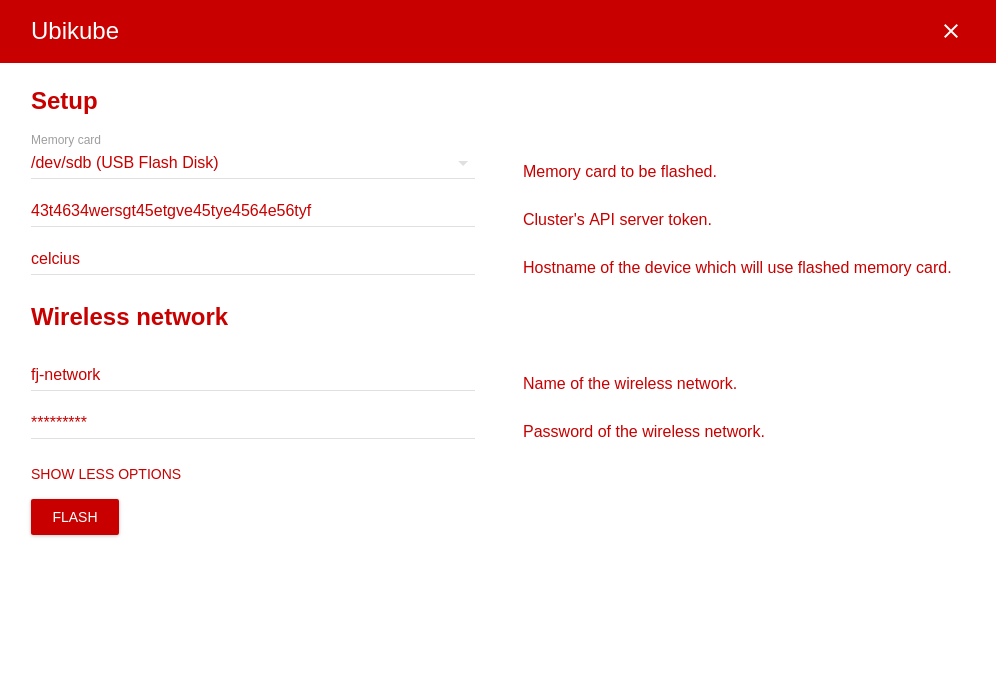 Ubikube
Setup
Memory card
/dev/sdb (USB Flash Disk)
Memory card to be flashed.
43t4634wersgt45etgve45tye4564e56tyf
Cluster's API server token.
celcius
Hostname of the device which will use flashed memory card.
Wireless network
fj-network
Name of the wireless network.
*********
Password of the wireless network.
SHOW LESS OPTIONS
FLASH